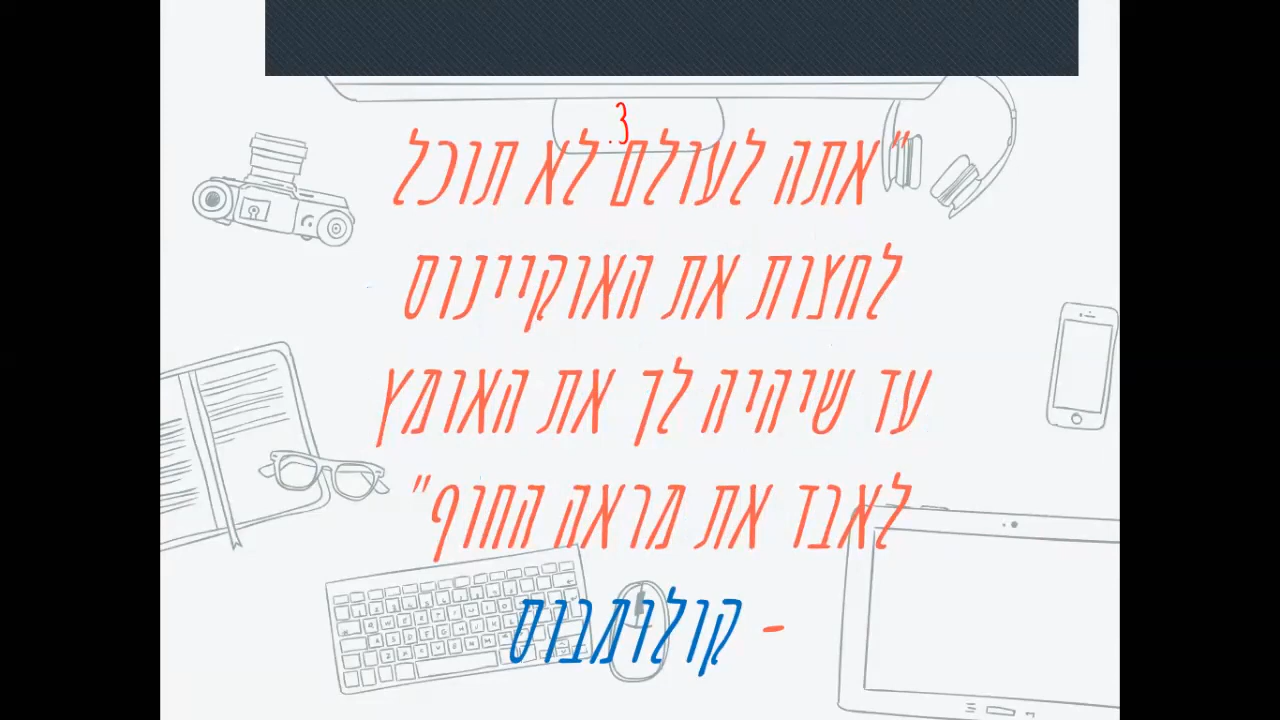 3.
"אתה לעולם לא תוכל
לחצות את האוקיינוס
עד שיהיה לך את האומץ
לאבד את מראה החוף"
- קולומבוס